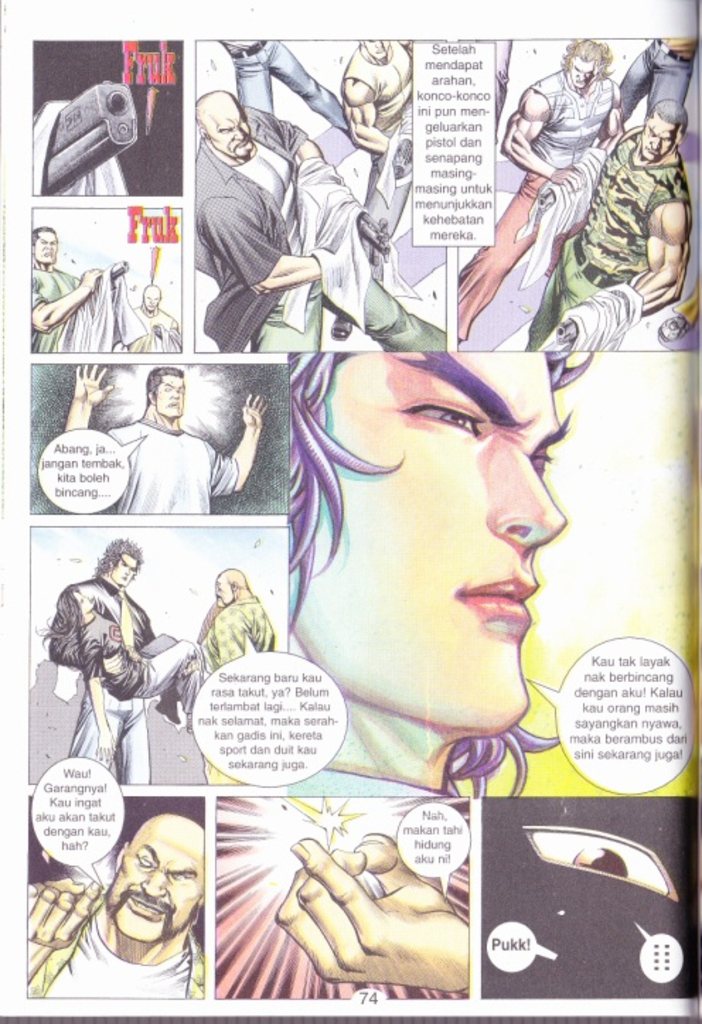 Fruk
Setelah
mendapat
arahan,
konco-konco
ini pun men-
geluarkan
pistol dan
senapang
masing-
masing untuk
menunjukkan
kehebatan
mereka.
Fruk
Abang, ja...
jangan tembak,
kita boleh
bincang....
Kau tak layak
nak berbincang
dengan aku! Kalau
kau orang masih
sayangkan nyawa,
maka berambus dari
sini sekarang juga!
Sekarang baru kau
rasa takut, ya? Belum
terlambat lagi.... Kalau
nak selamat, maka serah-
kan gadis ini, kereta
sport dan duit kau
sekarang juga.
Wau!
Garangnya!
Kau ingat
aku akan takut
dengan kau,
hah?
Nah,
makan tahi
hidung
aku ni!
Pukk!
74